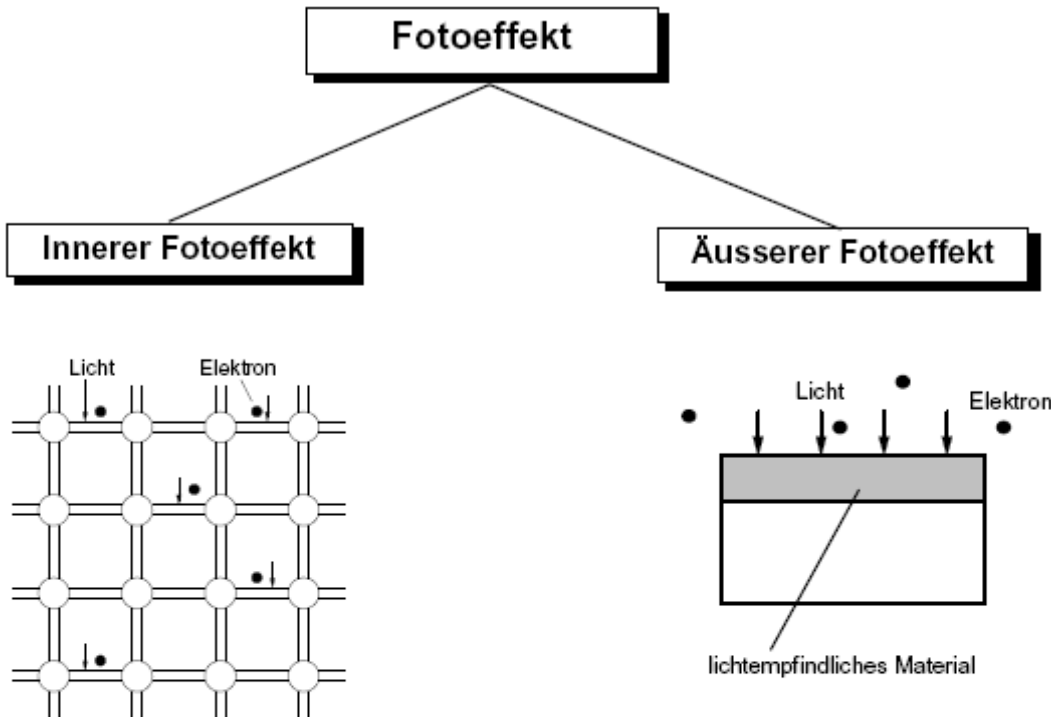 Fotoeffekt
Innerer Fotoeffekt
Äusserer Fotoeffekt
Licht
Elektron
Licht
Elektron
lichtempfindliches Material